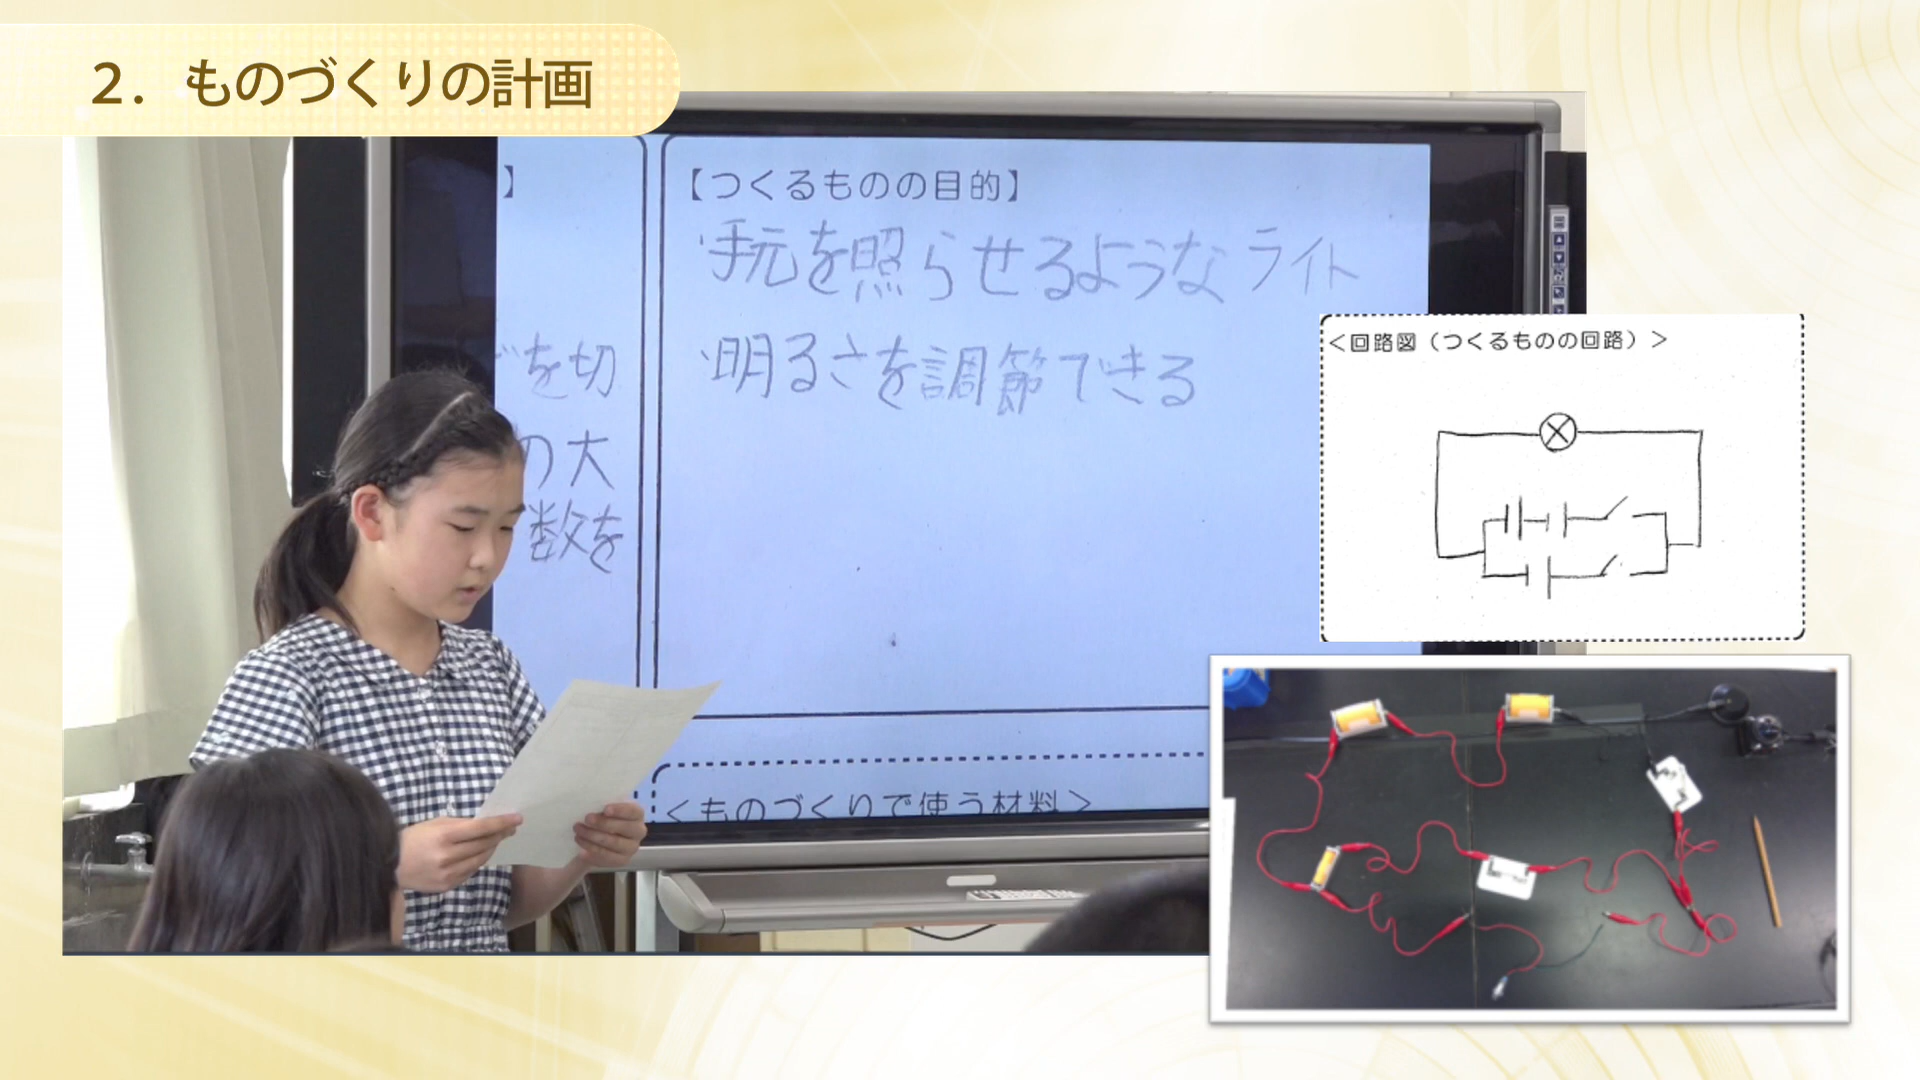 2. ものづくりの計画
】
を切
の大
数を
【つくるものの目的】
・手元を照らせるようなライト
・明るさを調節できる
<ものづくりで使う材料>
<回路図(つくるものの回路)>